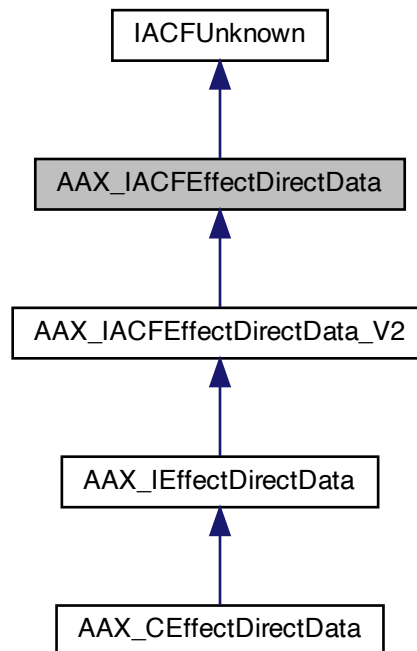 IACFUnknown
AAX_IACFEffectDirectData
AAX_IACFEffectDirectData_V2
AAX_IEffectDirectData
AAX_CEffectDirectData